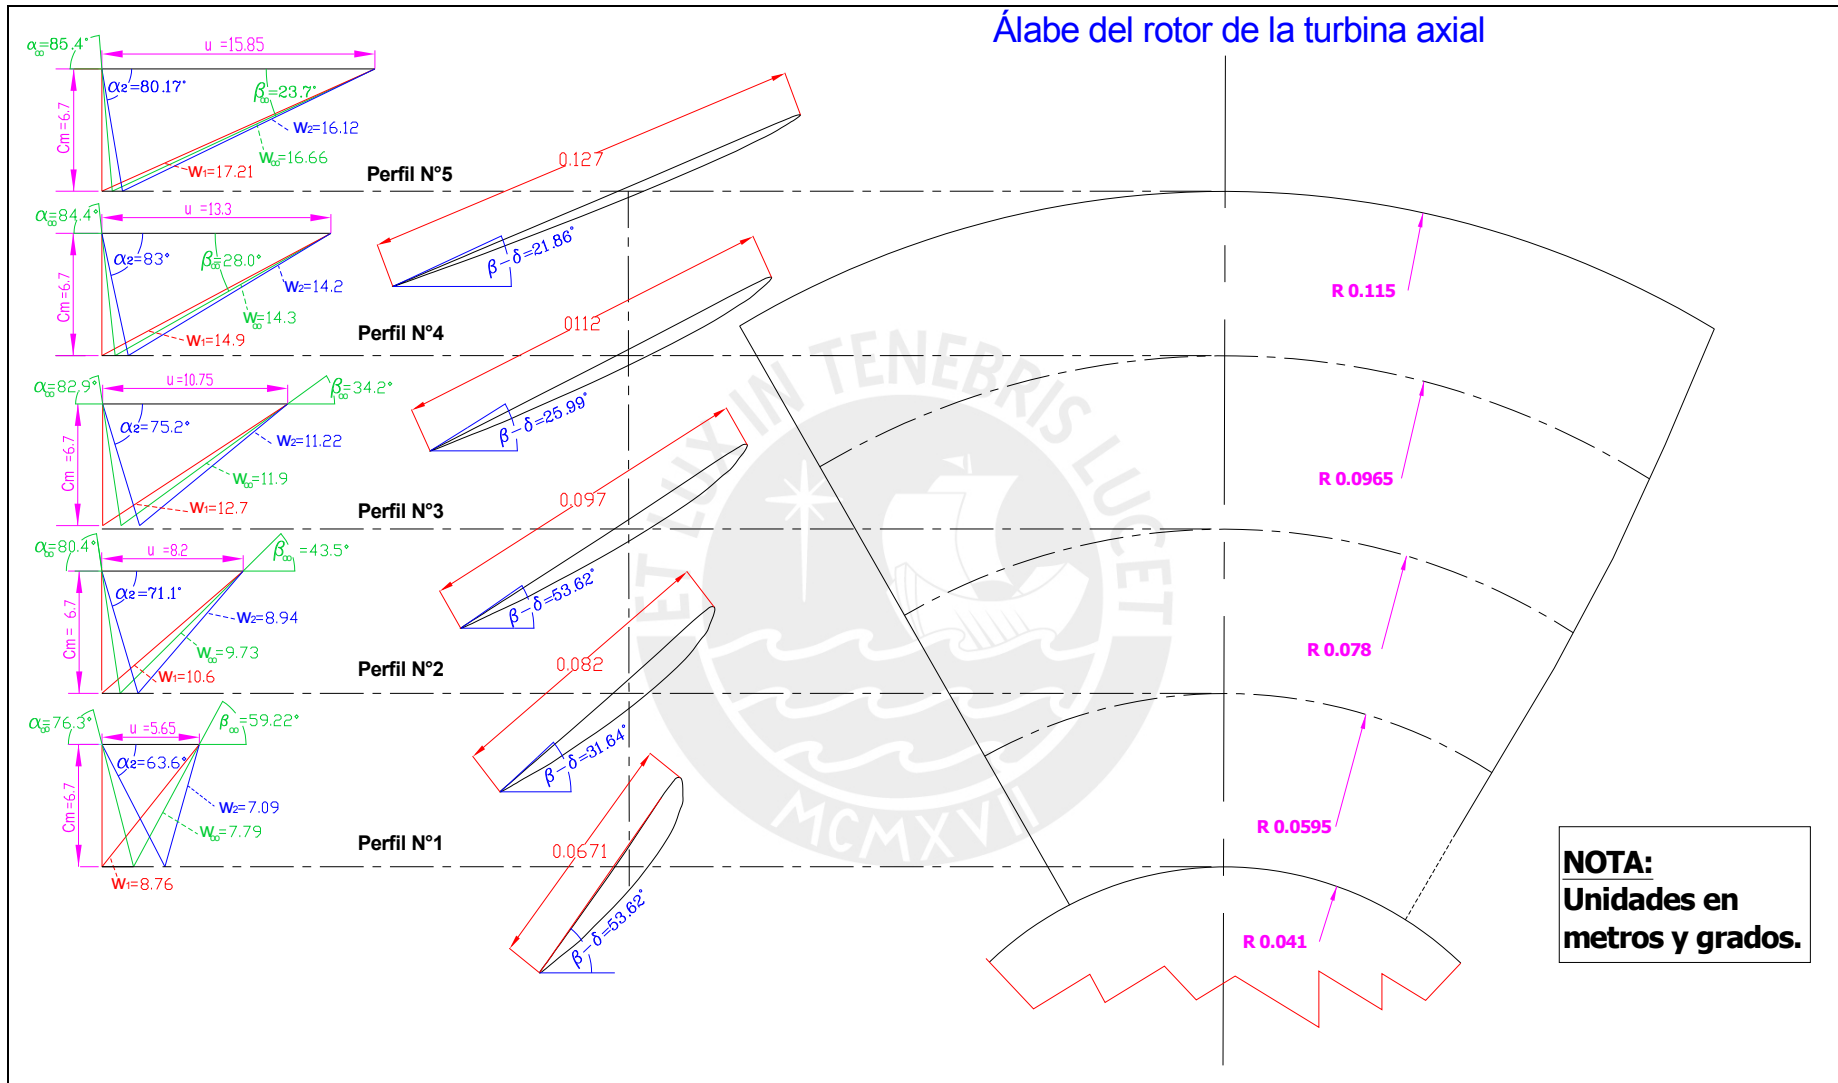 Álabe del rotor de la turbina axial
α∞=85.4°
u =15.85
α2=80.17°
β∞=23.7°
Cm=6.7
W2=16.12
W∞=16.66
W1=17.21
Perfil N°5
0.127
β-δ=21.86°
α∞=84.4°
u =13.3
α2=83°
β∞=28.0°
Cm=6.7
W2=14.2
W∞=14.3
W1=14.9
Perfil N°4
0112
β-δ=25.99°
α∞=82.9°
u=10.75
β∞=34.2°
α2=75.2°
Cm =6.7
W2=11.22
W∞=11.9
W1=12.7
Perfil N°3
0.097
β-δ=53.62°
α∞=80.4°
u =8.2
β∞=43.5°
α2=71.1°
Cm= 6.7
W2=8.94
W∞=9.73
W1=10.6
Perfil N°2
0.082
β-δ=31.64°
α∞=76.3°
u =5.65
β∞=59.22°
α2=63.6°
Cm=6.7
W2=7.09
W∞=7.79
W1=8.76
Perfil N°1
0.0671
β-δ=53.62°
R 0.115
R 0.0965
R 0.078
R 0.0595
R 0.041
ET LUX IN TENEBRIS LUCET
MCMXVII
NOTA:
Unidades en
metros y grados.